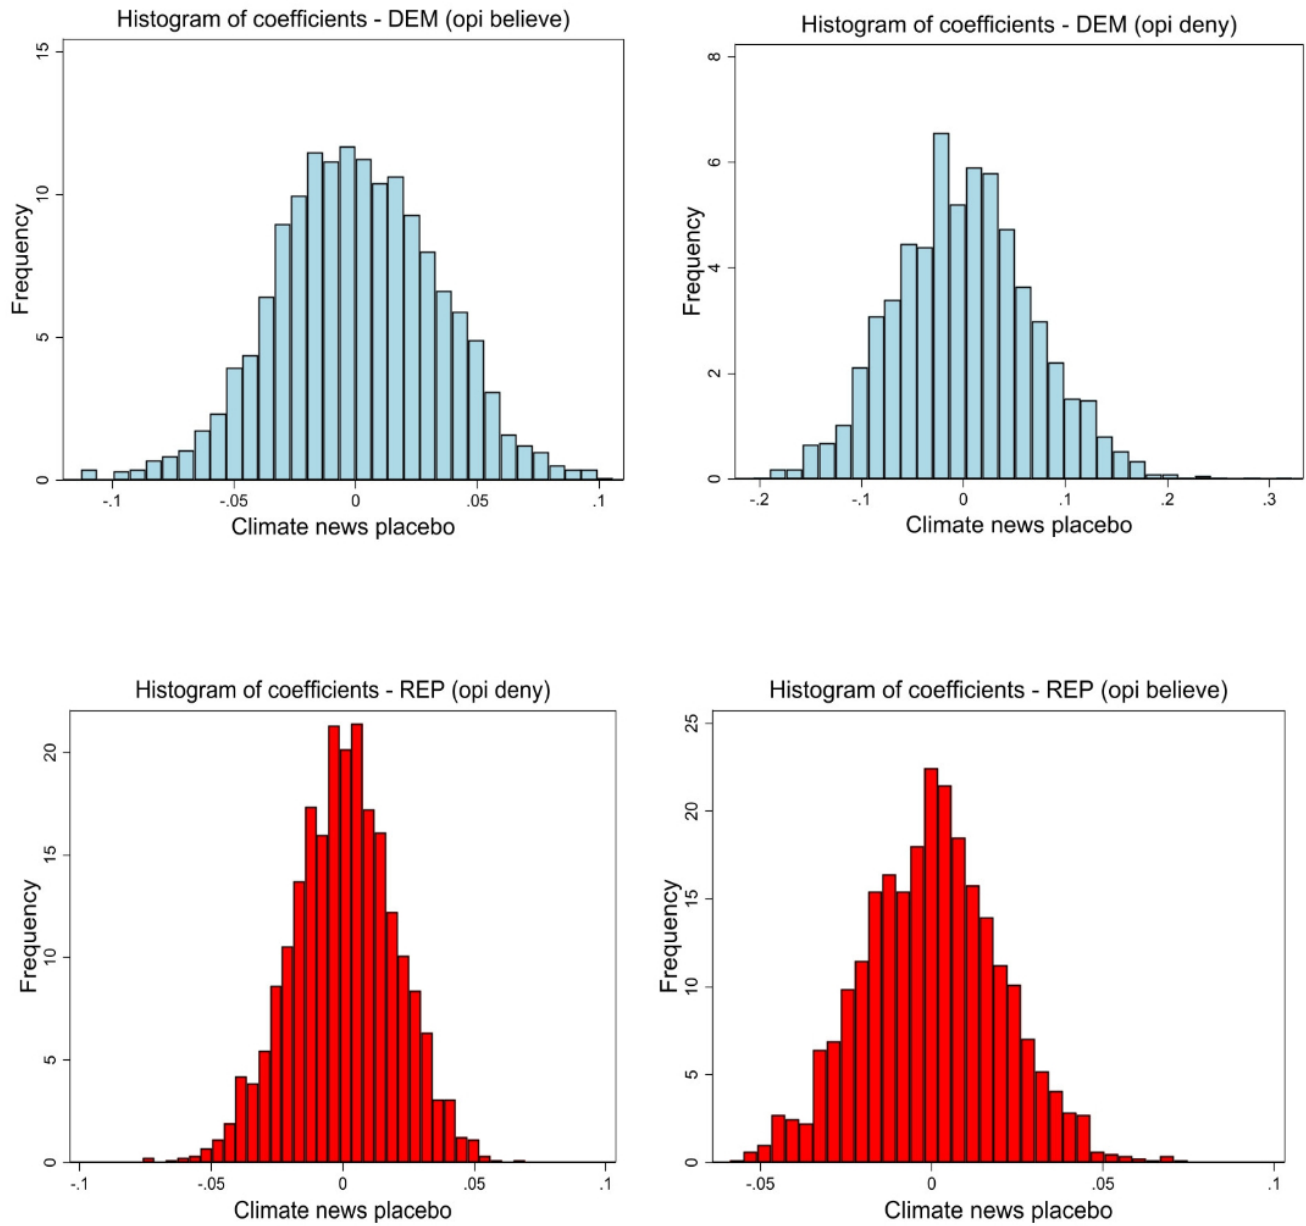 Histogram of coefficients - DEM (opi believe)
15
10
5
0
Frequency
-.1 -.05 0 .05 .1
Climate news placebo
Histogram of coefficients - DEM (opi deny)
8
6
4
2
0
Frequency
-.2 -.1 0 .1 .2 .3
Climate news placebo
Histogram of coefficients - REP (opi deny)
20
15
10
5
0
Frequency
-.1 -.05 0 .05 .1
Climate news placebo
Histogram of coefficients - REP (opi believe)
25
20
15
10
5
0
Frequency
-.05 0 .05 .1
Climate news placebo